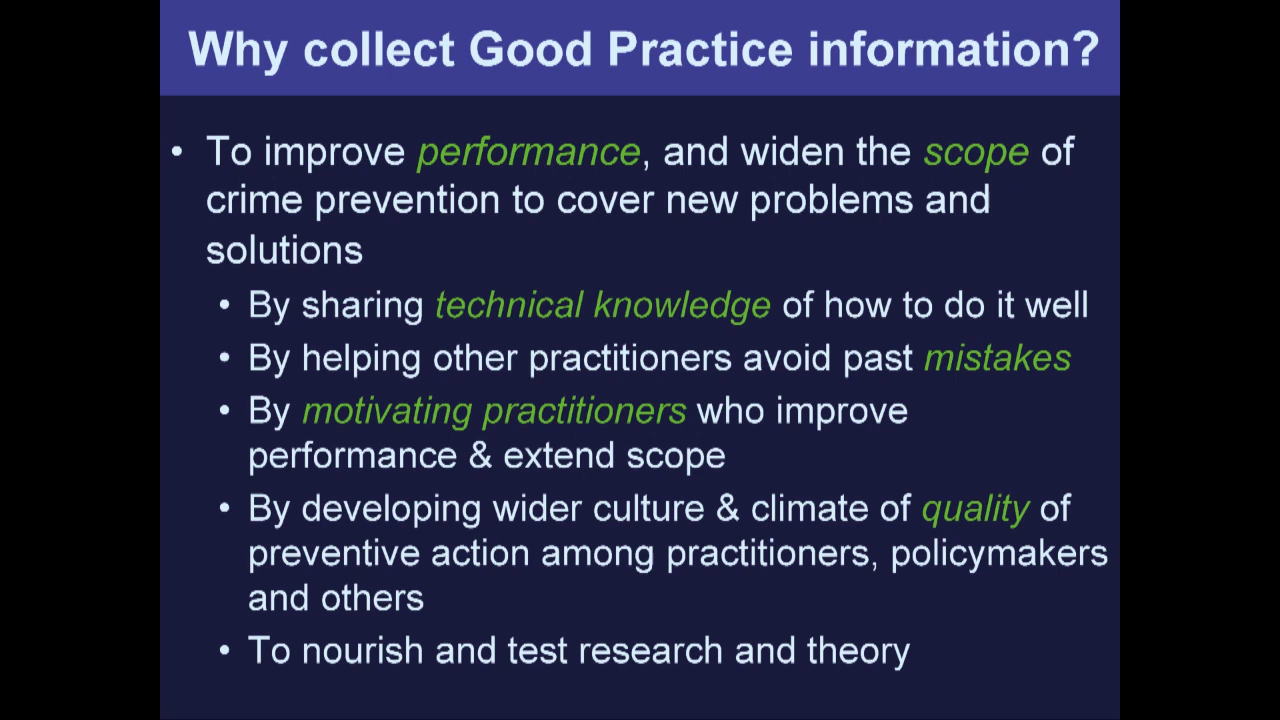 Why collect Good Practice information?
• To improve performance, and widen the scope of
crime prevention to cover new problems and
solutions
• By sharing technical knowledge of how to do it well
• By helping other practitioners avoid past mistakes
• By motivating practitioners who improve
performance & extend scope
• By developing wider culture & climate of quality of
preventive action among practitioners, policymakers
and others
• To nourish and test research and theory